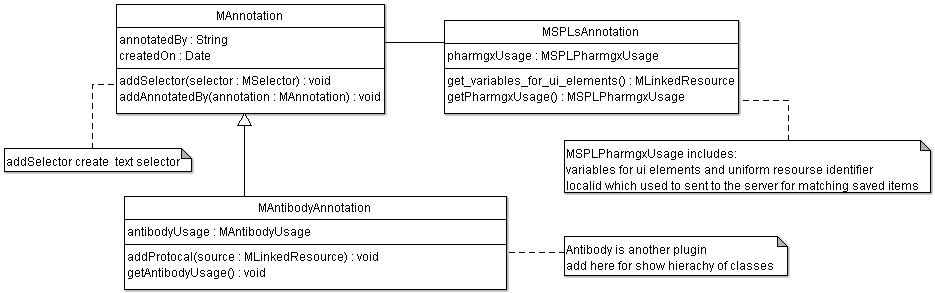 MAnnotation
annotatedBy : String
createdOn : Date
addSelector(selector : MSelector) : void
addAnnotatedBy(annotation : MAnnotation) : void
MSPLsAnnotation
pharmgxUsage : MSPLPharmgxUsage
get_variables_for_ui_elements() : MLinkedResource
getPharmgxUsage() : MSPLPharmgxUsage
addSelector create  text selector
MSPLPharmgxUsage includes:
variables for ui elements and uniform resourse identifier
localid which used to sent to the server for matching saved items
MAntibodyAnnotation
antibodyUsage : MAntibodyUsage
addProtocal(source : MLinkedResource) : void
getAntibodyUsage() : void
Antibody is another plugin
add here for show hierachy of classes